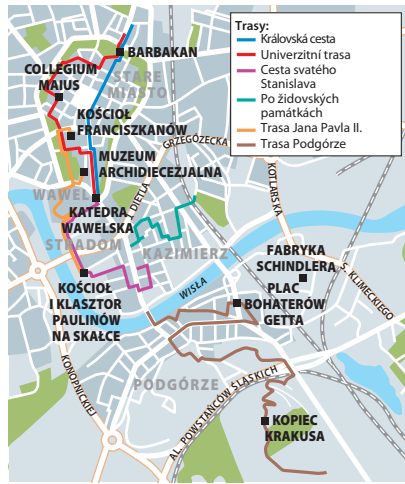 Trasy:
Královská cesta
Univerzitní trasa
Cesta svatého
Stanislava
Po židovských
památkách
Trasa Jana Pavla II.
Trasa Podgórze
BARBAKAN
COLLEGIUM
MAIUS
STARE
MIASTO
KOŚCIÓŁ
FRANCISZKANÓW
GRZEGÓRZECKA
MUZEUM
ARCHIDIECEZJALNA
KOTLARSKA
WAWEL
J. DIETLA
KATEDRA
WAWELSKA
STRADOM
KAZIMIERZ
FABRYKA
SCHINDLERA
S. KLIMECKIEGO
WISŁA
KOŚCIÓŁ
I KLASZTOR
PAULINÓW
NA SKAŁCE
PLAC
BOHATERÓW
GETTA
KONOPNICKIEJ
PODGÓRZE
AL. POWSTAŃCÓW ŚLĄSKICH
KOPIEC
KRAKUSA